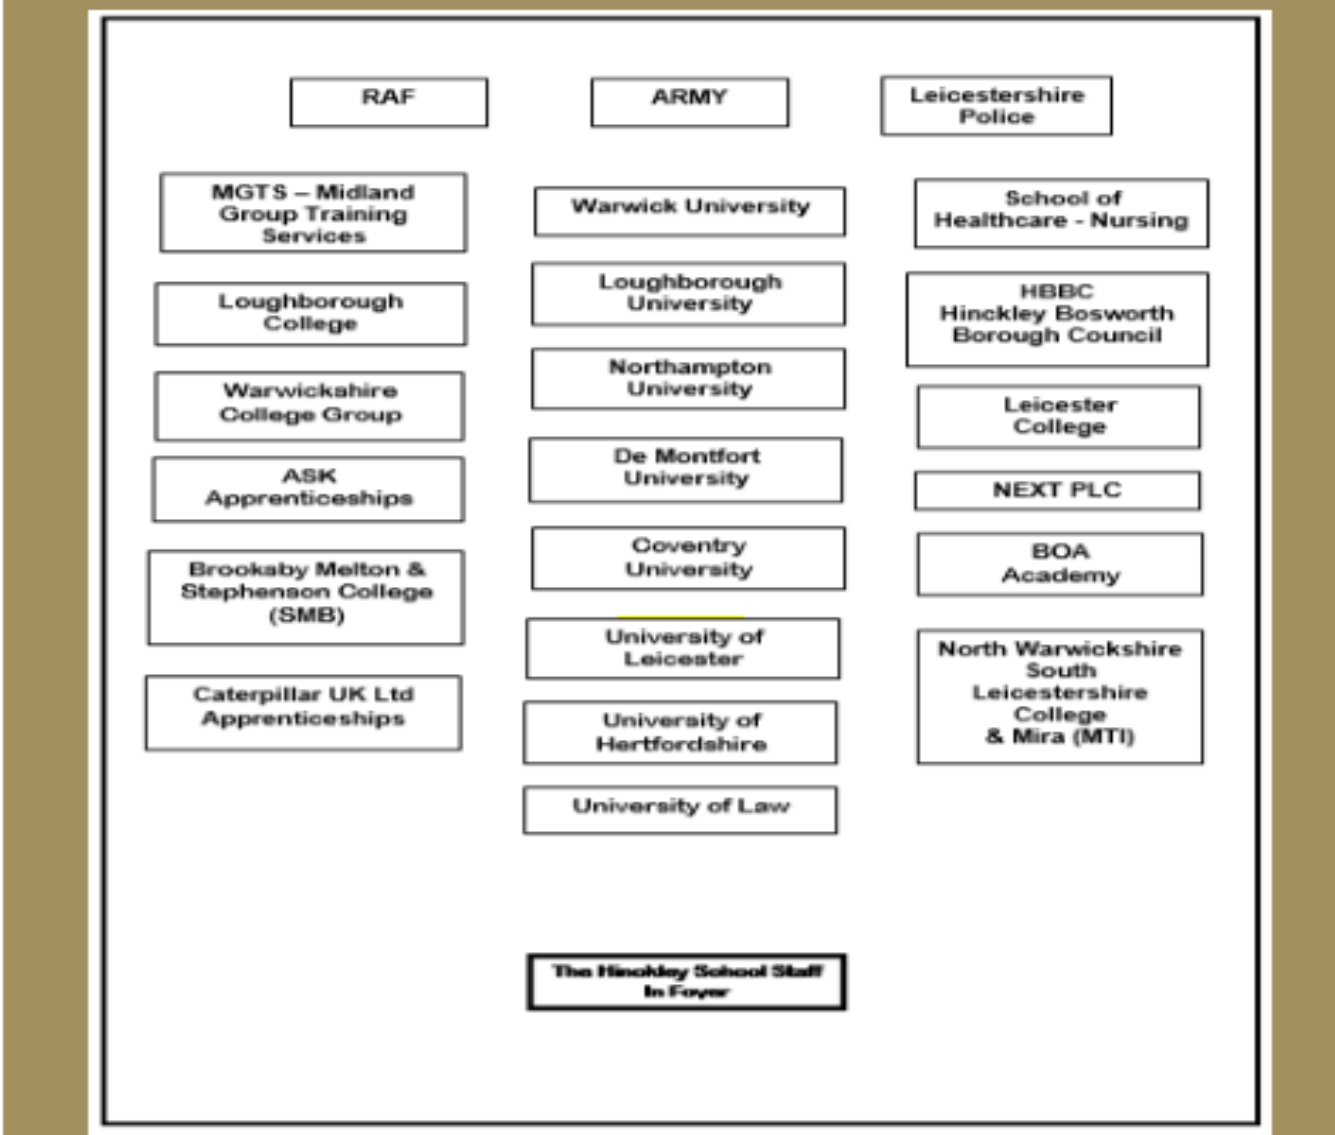 RAF
ARMY
Leicestershire
Police
MGTS – Midland
Group Training
Services
Loughborough
College
Warwickshire
College Group
ASK
Apprenticeships
Brooksby Melton &
Stephenson College
(SMB)
Caterpillar UK Ltd
Apprenticeships
Warwick University
Loughborough
University
Northampton
University
De Montfort
University
Coventry
University
University of
Leicester
University of
Hertfordshire
University of Law
School of
Healthcare - Nursing
HBBC
Hinckley Bosworth
Borough Council
Leicester
College
NEXT PLC
BOA
Academy
North Warwickshire
South
Leicestershire
College
& Mira (MTI)
The Hinckley School Staff
In Foyer